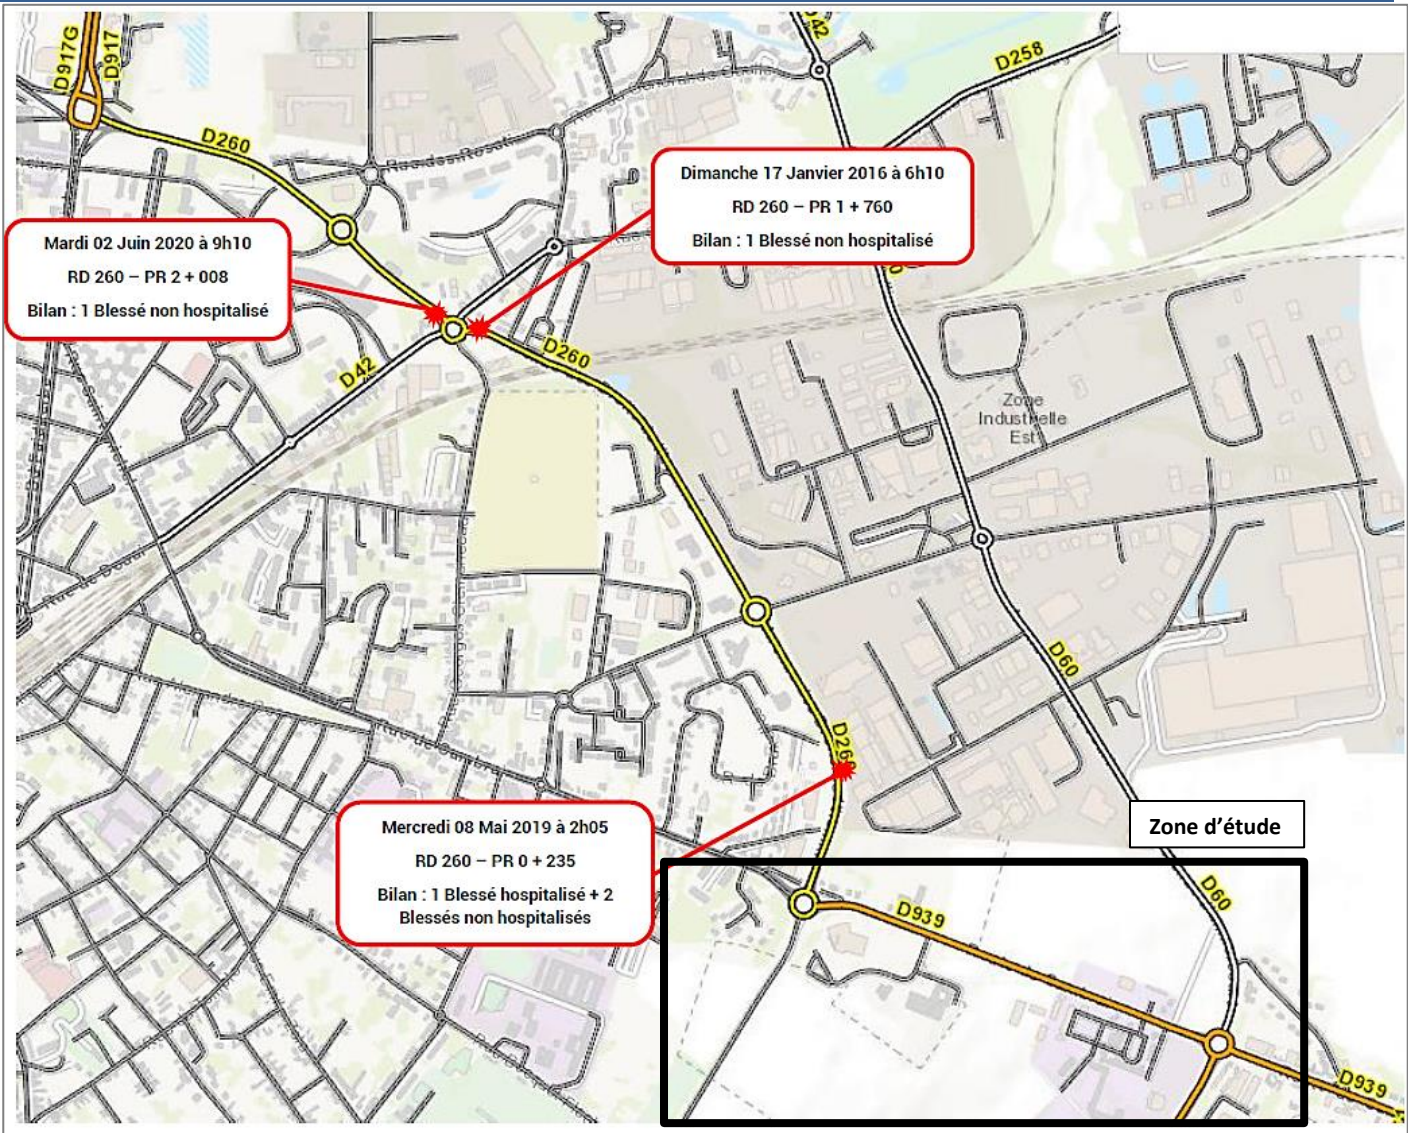 D917G
D917
D42
D258
D260
Dimanche 17 Janvier 2016 à 6h10
RD 260 – PR 1 + 760
Bilan : 1 Blessé non hospitalisé
Mardi 02 Juin 2020 à 9h10
RD 260 – PR 2 + 008
Bilan : 1 Blessé non hospitalisé
D260
D42
Zone
Industrielle
Est
D60
D260
Mercredi 08 Mai 2019 à 2h05
RD 260 – PR 0 + 235
Bilan : 1 Blessé hospitalisé + 2
Blessés non hospitalisés
Zone d’étude
D60
D939
D939